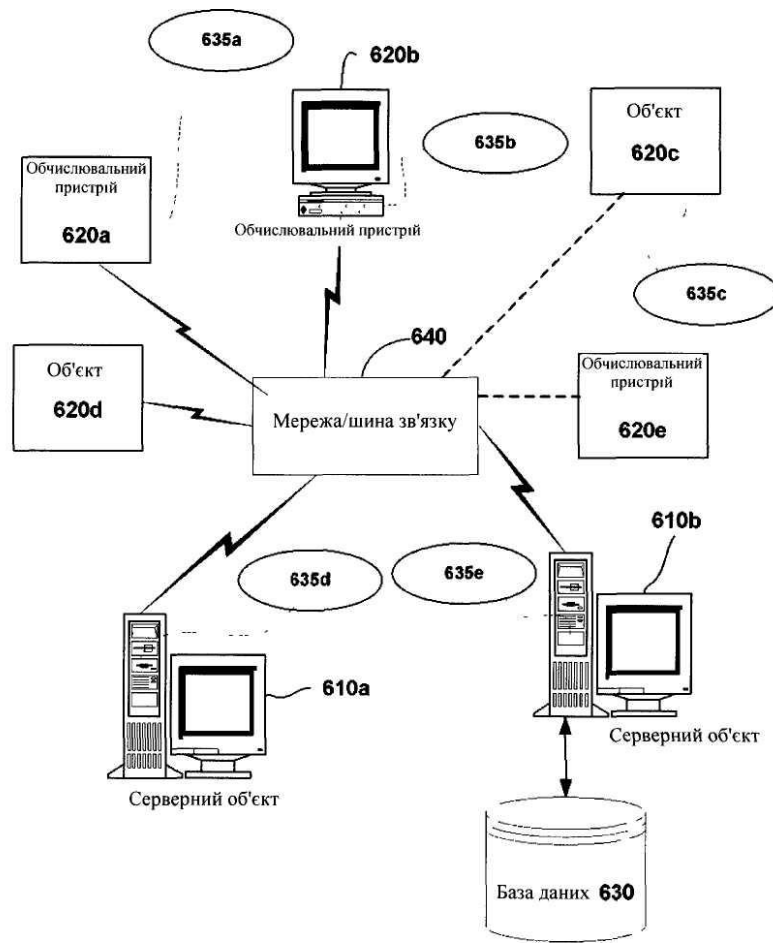 635a
620b
635b
Об'єкт
620c
Обчислювальний
пристрій
620a
Обчислювальний пристрій
635c
640
Об'єкт
620d
Мережа/шина зв'язку
Обчислювальний
пристрій
620e
610b
635d
635e
610a
Серверний об'єкт
Серверний об'єкт
База даних 630